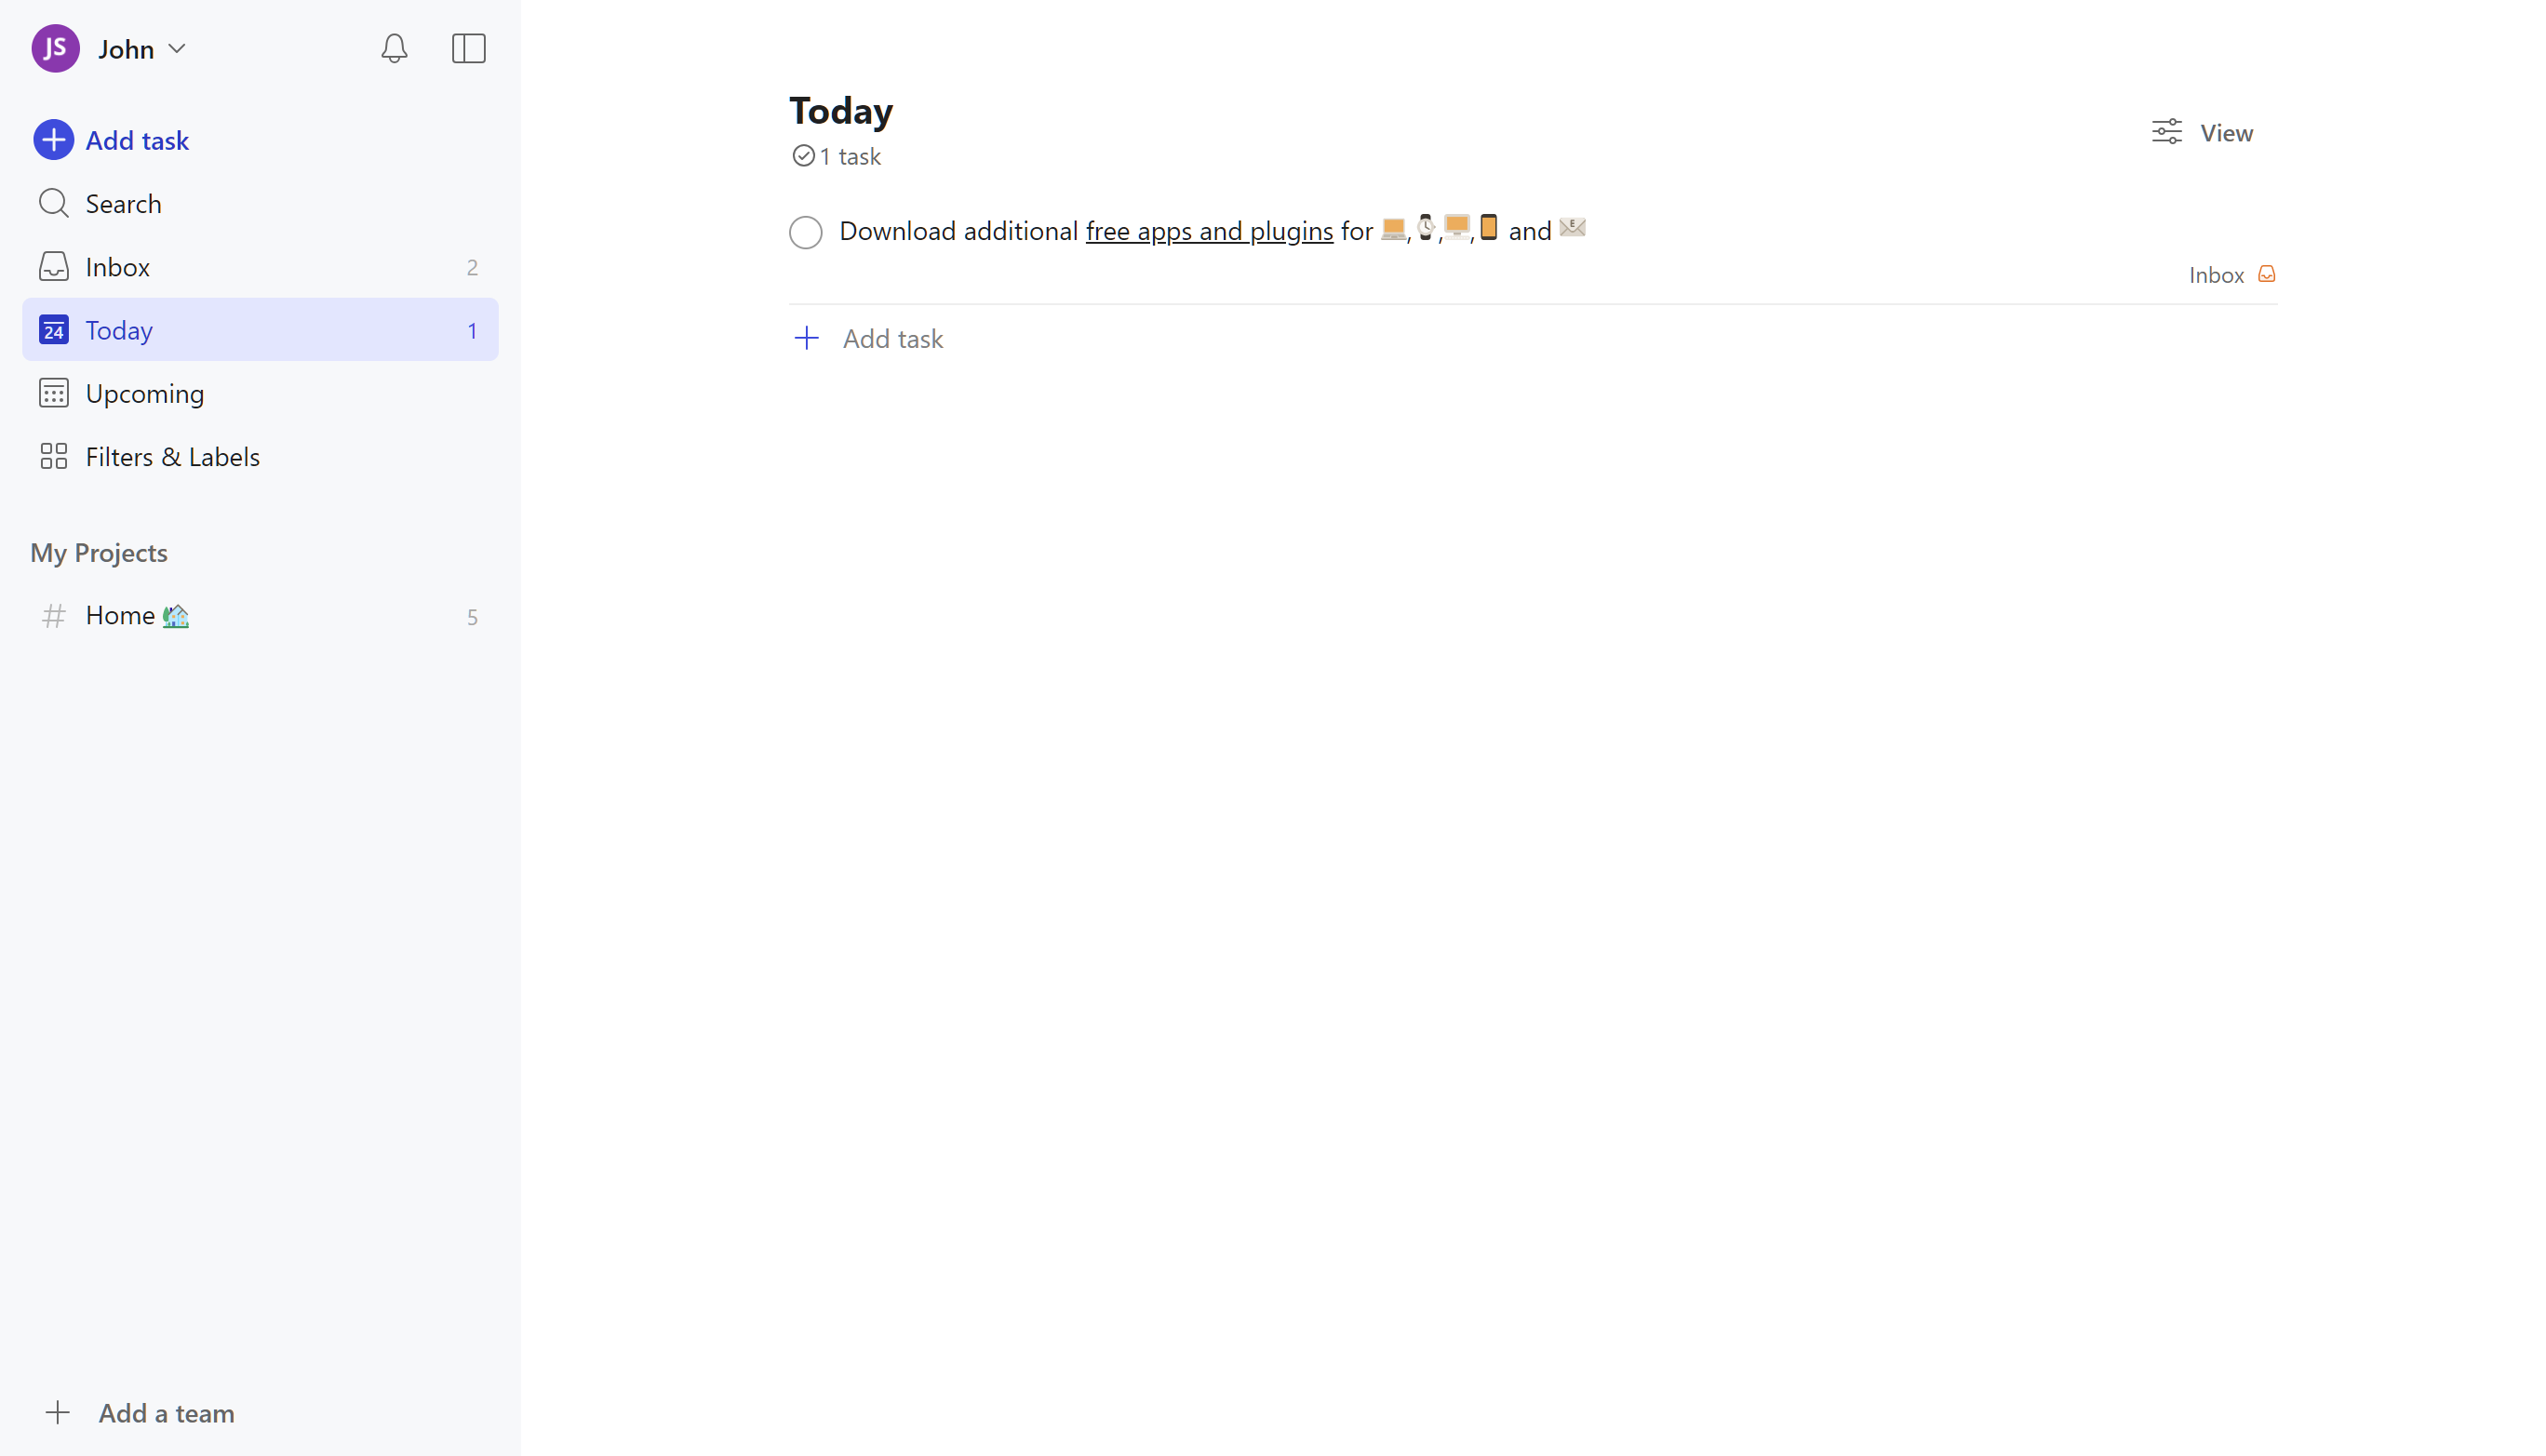 JS John
Add task
Search
Inbox 2
24 Today 1
Upcoming
Filters & Labels
My Projects
# Home 🏡 5
Add a team
Today
View
1 task
Download additional free apps and plugins for 💻,⌚,🖥,📱 and 📧
Inbox
Add task